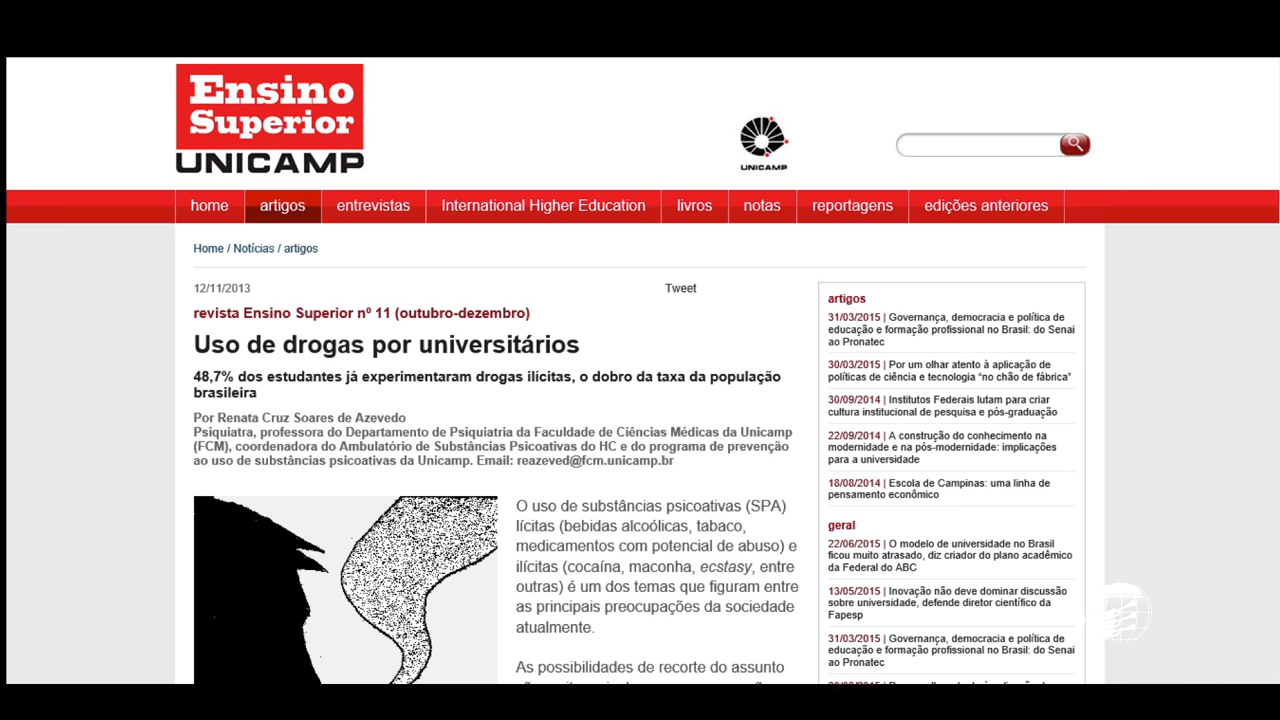 Ensino
Superior
UNICAMP
UNICAMP
home
artigos
entrevistas
International Higher Education
livros
notas
reportagens
edições anteriores
Home / Notícias / artigos
12/11/2013
Tweet
revista Ensino Superior nº 11 (outubro-dezembro)
Uso de drogas por universitários
48,7% dos estudantes já experimentaram drogas ilícitas, o dobro da taxa da população
brasileira
Por Renata Cruz Soares de Azevedo
Psiquiatra, professora do Departamento de Psiquiatria da Faculdade de Ciências Médicas da Unicamp
(FCM), coordenadora do Ambulatório de Substâncias Psicoativas do HC e do programa de prevenção
ao uso de substâncias psicoativas da Unicamp. Email: reazeved@fcm.unicamp.br
O uso de substâncias psicoativas (SPA)
lícitas (bebidas alcoólicas, tabaco,
medicamentos com potencial de abuso) e
ilícitas (cocaína, maconha, ecstasy, entre
outras) é um dos temas que figuram entre
as principais preocupações da sociedade
atualmente.
As possibilidades de recorte do assunto
artigos
31/03/2015 | Governança, democracia e política de
educação e formação profissional no Brasil: do Senai
ao Pronatec
30/03/2015 | Por um olhar atento à aplicação de
políticas de ciência e tecnologia “no chão de fábrica”
30/09/2014 | Institutos Federais lutam para criar
cultura institucional de pesquisa e pós-graduação
22/09/2014 | A construção do conhecimento na
modernidade e na pós-modernidade: implicações
para a universidade
18/08/2014 | Escola de Campinas: uma linha de
pensamento econômico
geral
22/06/2015 | O modelo de universidade no Brasil
ficou muito atrasado, diz criador do plano acadêmico
da Federal do ABC
13/05/2015 | Inovação não deve dominar discussão
sobre universidade, defende diretor científico da
Fapesp
31/03/2015 | Governança, democracia e política de
educação e formação profissional no Brasil: do Senai
ao Pronatec